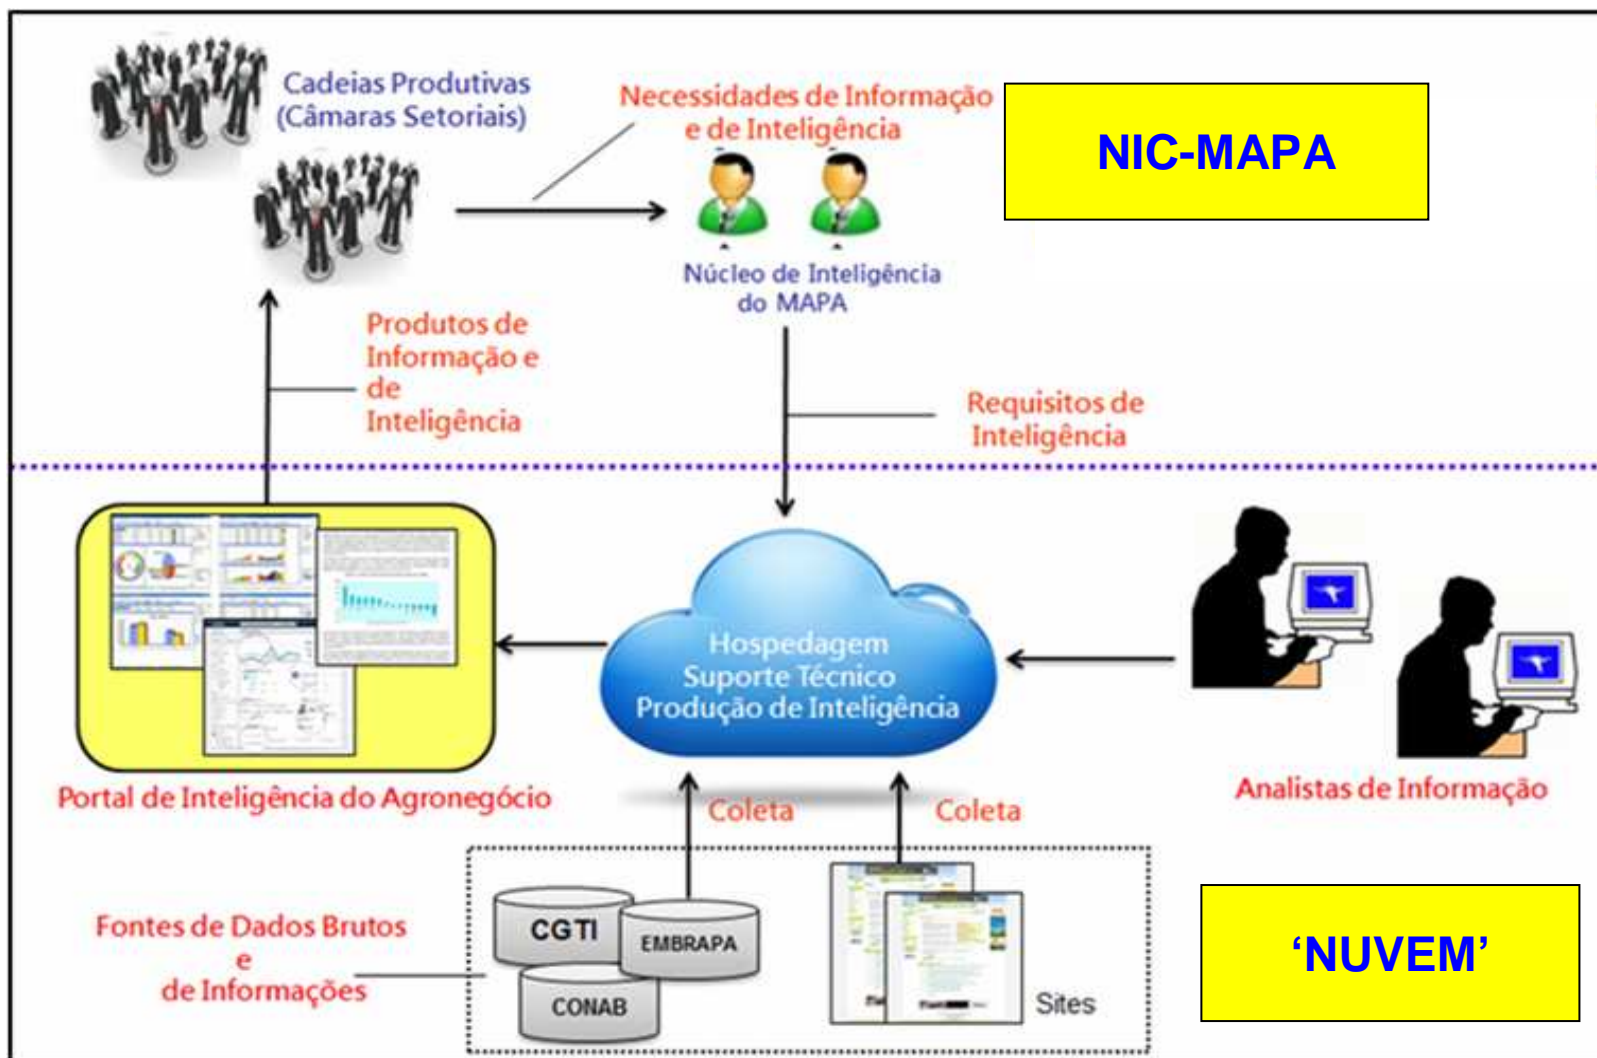 Cadeias Produtivas
(Câmaras Setoriais)
Necessidades de Informação
e de Inteligência
NIC-MAPA
Núcleo de Inteligência
do MAPA
Produtos de
Informação e
de
Inteligência
Requisitos de
Inteligência
Hospedagem
Suporte Técnico
Produção de Inteligência
Portal de Inteligência do Agronegócio
Analistas de Informação
Coleta
Coleta
Fontes de Dados Brutos
e
de Informações
CGTI
EMBRAPA
CONAB
Sites
‘NUVEM’